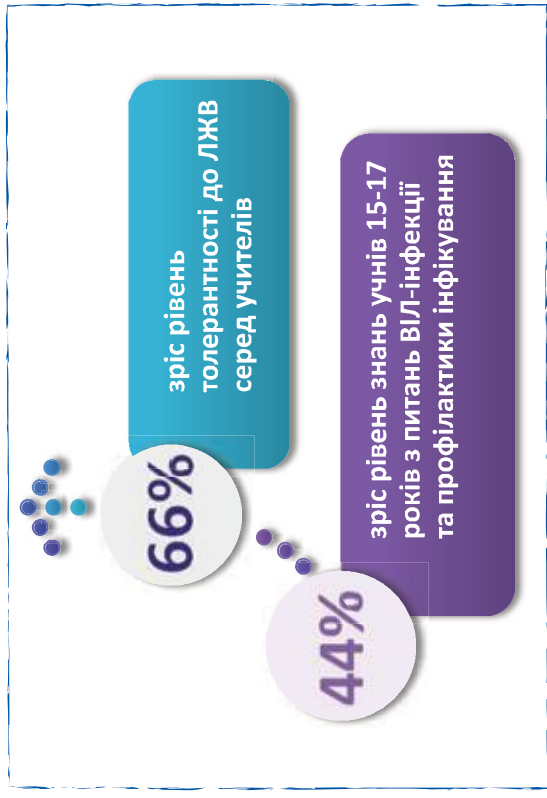 66%
зріс рівень
толерантності до ЛЖВ
серед учителів
44%
зріс рівень знань учнів 15-17
років з питань ВІЛ-інфекції
та профілактики інфікування